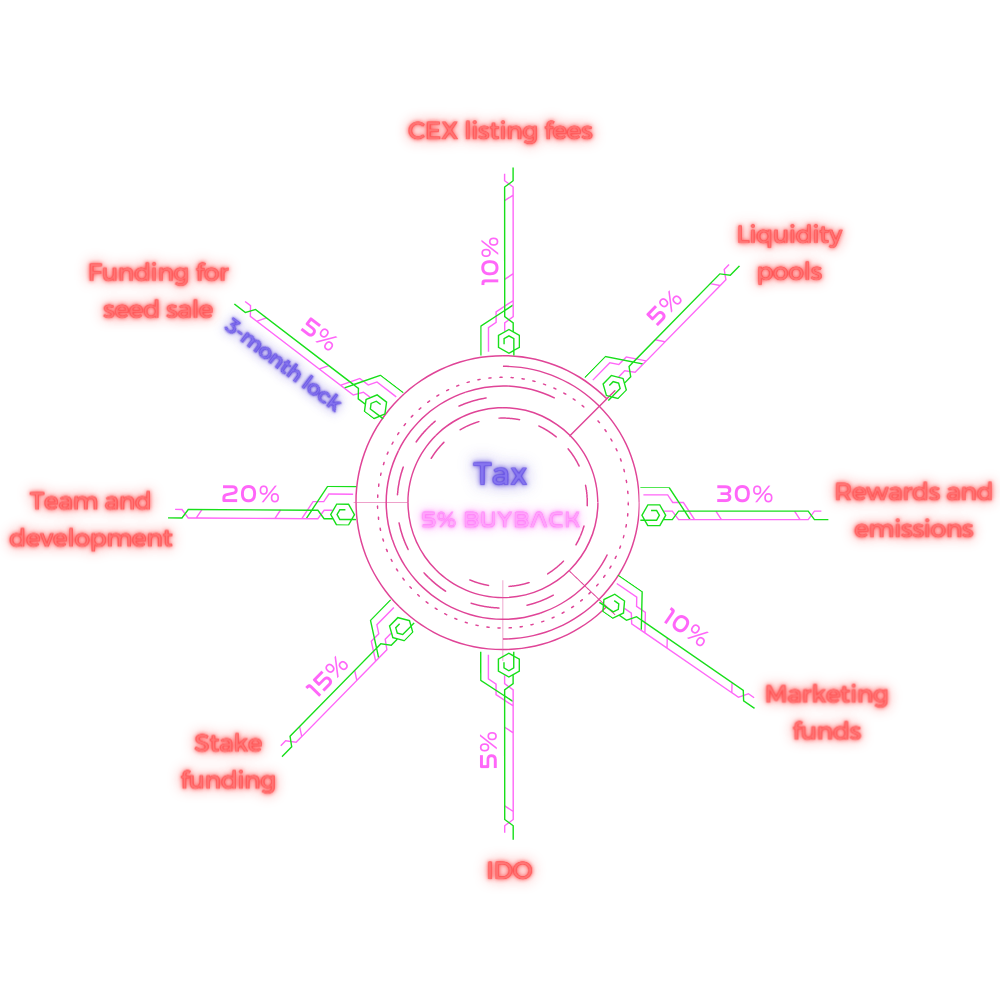 CEX listing fees
10%
Liquidity
pools
5%
Funding for
seed sale
5%
3-month lock
Tax
5% BUYBACK
Team and
development
20%
30%
Rewards and
emissions
10%
Marketing
funds
15%
Stake
funding
5%
IDO